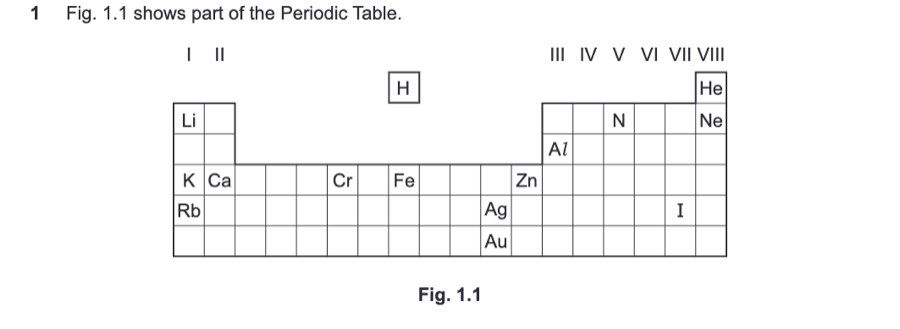 1 Fig. 1.1 shows part of the Periodic Table.
I II III IV V VI VII VIII
H He
Li N Ne
Al
K Ca Cr Fe Zn
Rb Ag I
Au
Fig. 1.1